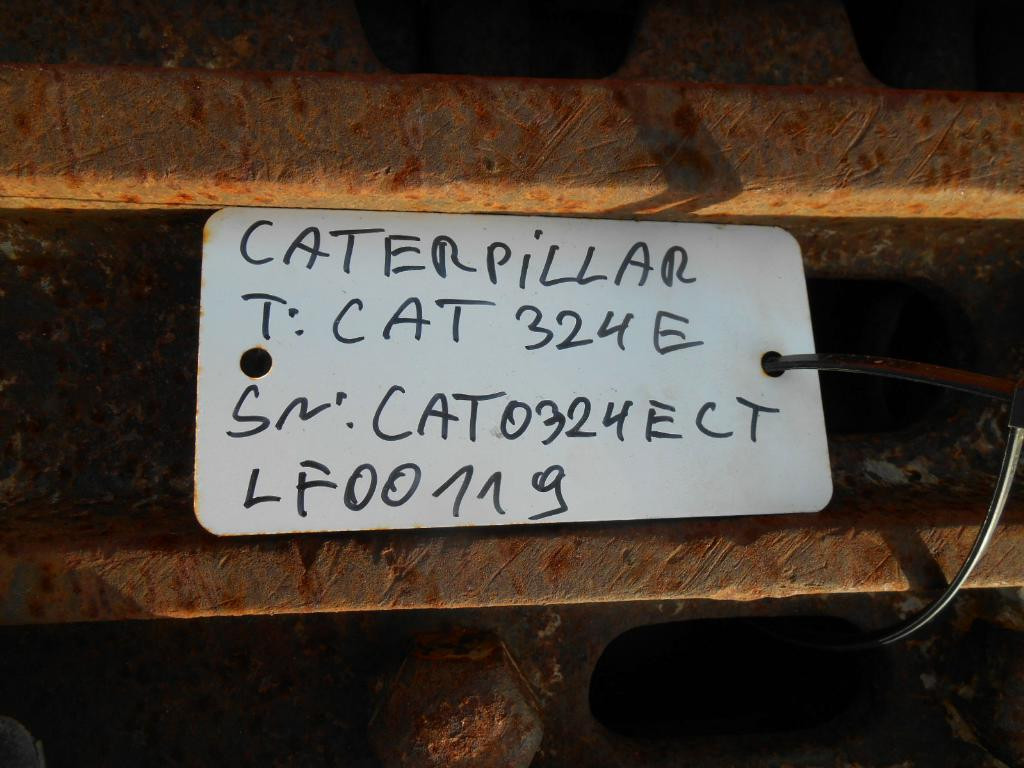 CATERPiLLAR
T: CAT 324E
SN: CAT0324ECT
LF00119